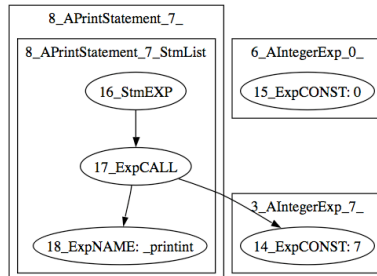 8_APrintStatement_7_
8_APrintStatement_7_StmList
6_AIntegerExp_0_
16_StmEXP
15_ExpCONST: 0
17_ExpCALL
3_AIntegerExp_7_
18_ExpNAME: _printint
14_ExpCONST: 7